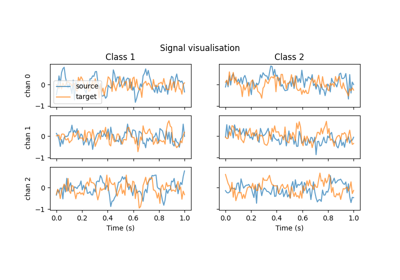 Signal visualisation
Class 1
Class 2
chan 0
0
−1
source
target
chan 1
0
−1
chan 2
0
−1
0.0 0.2 0.4 0.6 0.8 1.0
0.0 0.2 0.4 0.6 0.8 1.0
Time (s)
Time (s)